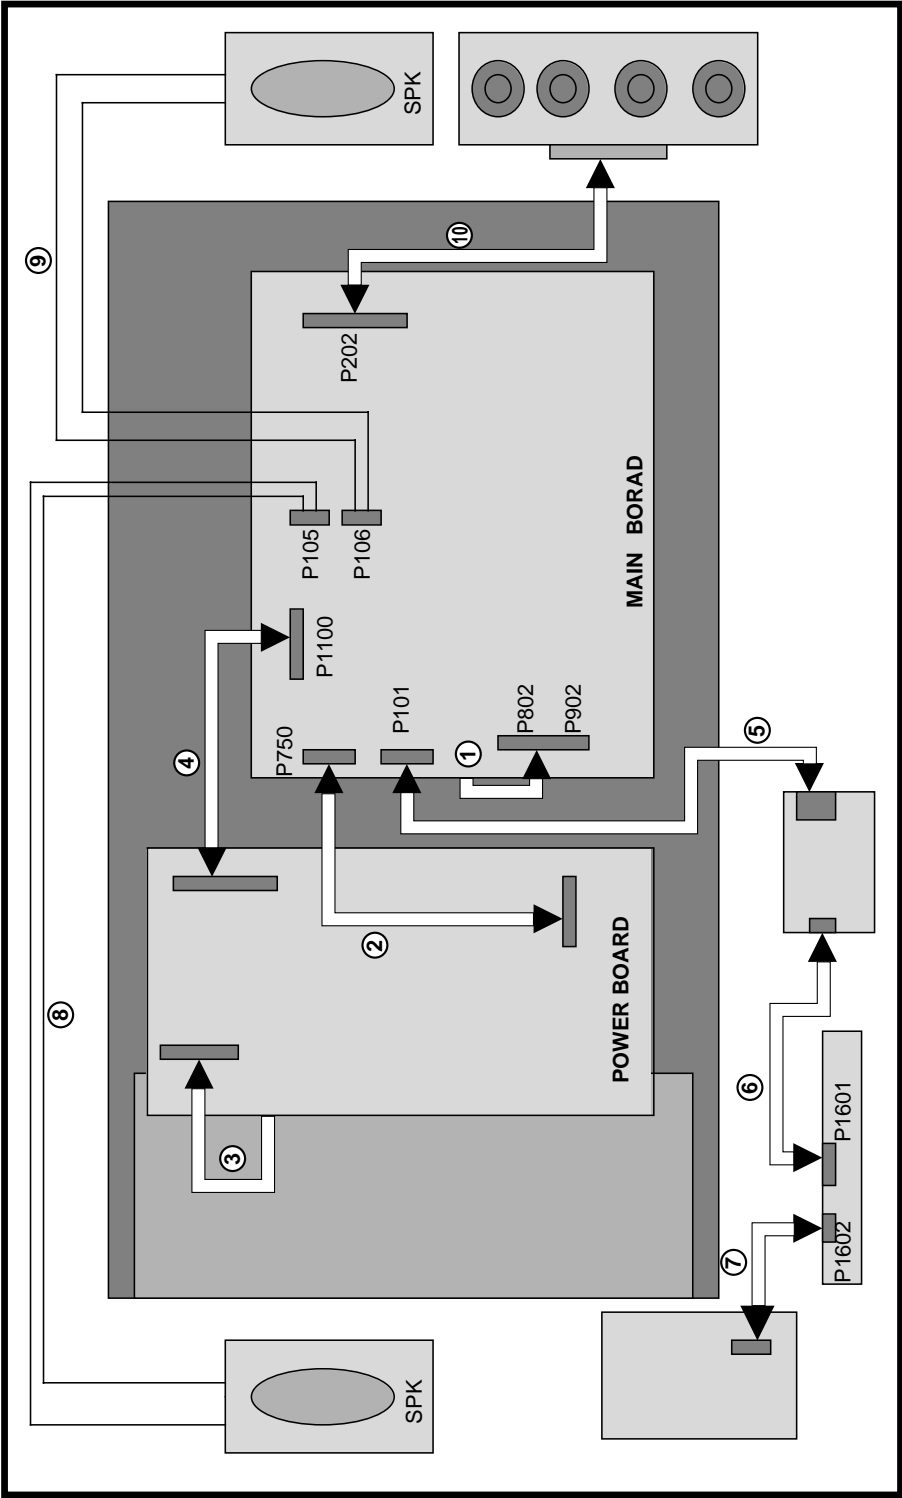 SPK
⑨
⑩
P202
P105
P106
MAIN BORAD
P1100
④
P750
P101
①
P802
P902
⑤
②
POWER BOARD
⑧
③
⑥
P1601
P1602
⑦
SPK